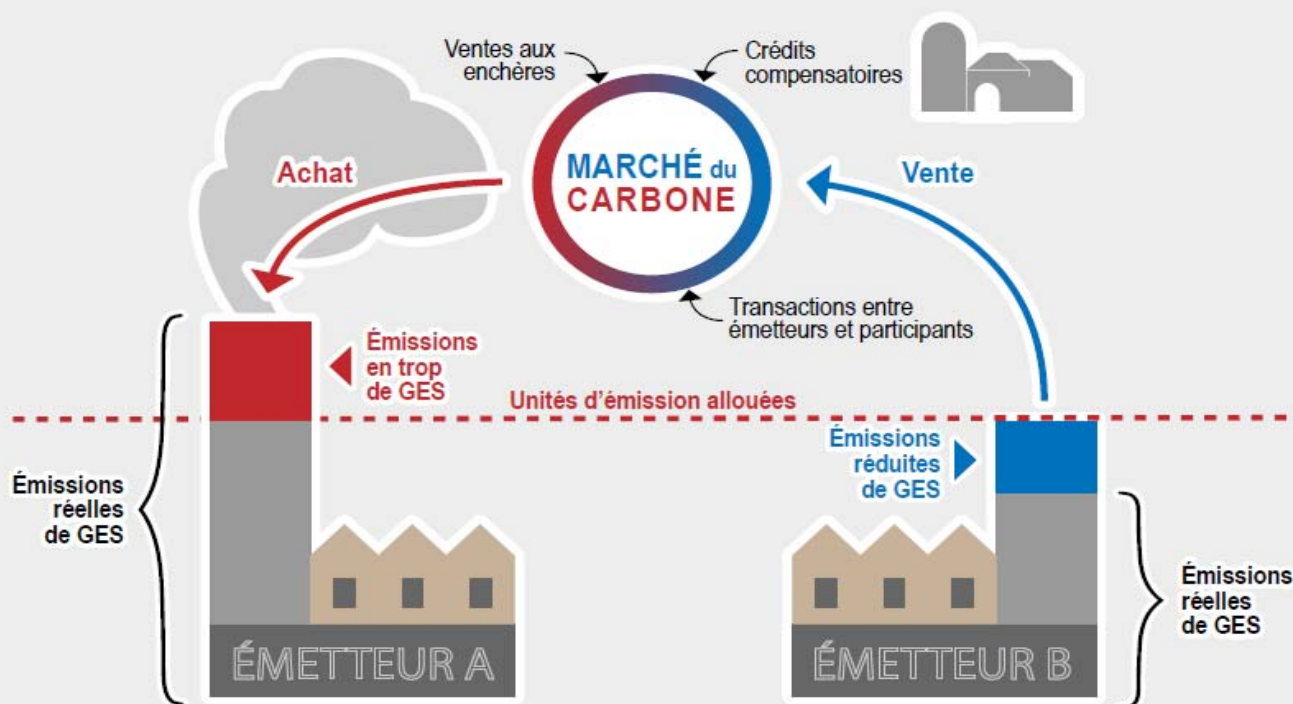 Ventes aux
enchères
Crédits
compensatoires
Achat
MARCHÉ du
CARBONE
Vente
Transactions entre
émetteurs et participants
Émissions
en trop
de GES
Unités d'émission allouées
Émissions
réduites
de GES
Émissions
réelles
de GES
Émissions
réelles
de GES
ÉMETTEUR A
ÉMETTEUR B